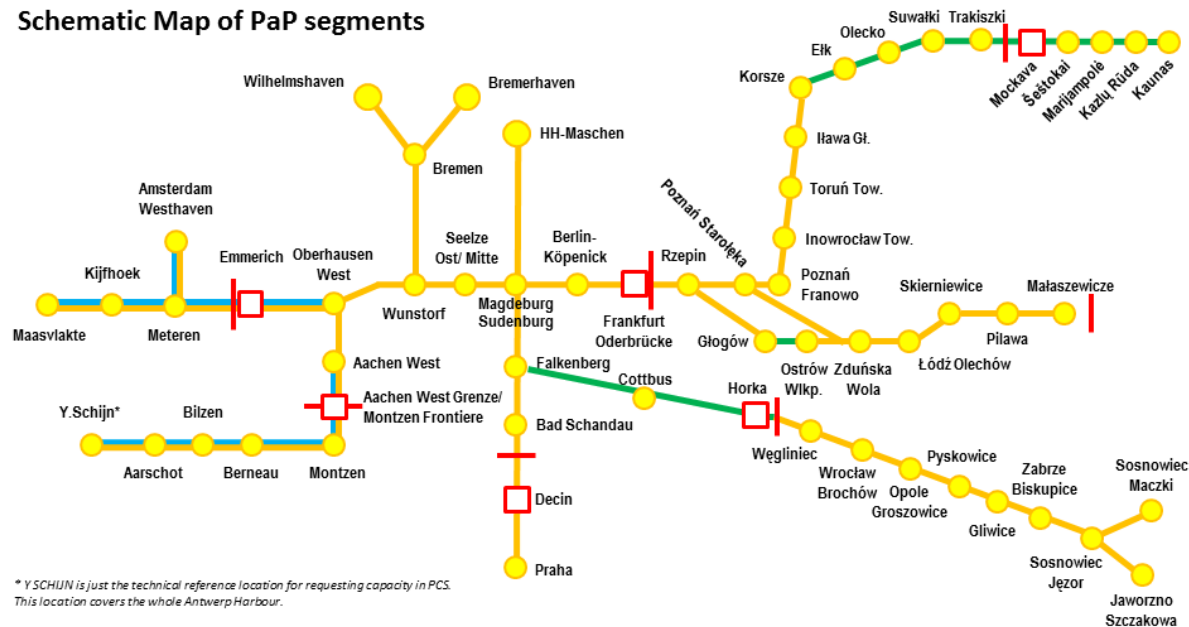 Schematic Map of PaP segments
Wilhelmshaven
Bremerhaven
HH-Maschen
Bremen
Amsterdam
Westhaven
Emmerich
Oberhausen
West
Seelze
Ost/ Mitte
Berlin-
Köpenick
Kijfhoek
Maasvlakte
Meteren
Wunstorf
Magdeburg
Sudenburg
Frankfurt
Oderbrücke
Rzepin
Poznań Starołęka
Poznań
Franowo
Inowrocław Tow.
Toruń Tow.
Iława Gł.
Korsze
Ełk
Olecko
Suwałki
Trakiszki
Mockava
Šeštokai
Marijampolė
Kazlų Rūda
Kaunas
Skierniewice
Małaszewicze
Pilawa
Łódź Olechów
Zduńska
Wola
Ostrów
Wlkp.
Głogów
Aachen West
Aachen West Grenze/
Montzen Frontiere
Y.Schijn*
Bilzen
Aarschot
Berneau
Montzen
Falkenberg
Cottbus
Horka
Bad Schandau
Decin
Praha
Węgliniec
Wrocław
Brochów
Opole
Groszowice
Pyskowice
Gliwice
Zabrze
Biskupice
Sosnowiec
Maczki
Sosnowiec
Jęzor
Jaworzno
Szczakowa
* Y SCHIJN is just the technical reference location for requesting capacity in PCS.
This location covers the whole Antwerp Harbour.